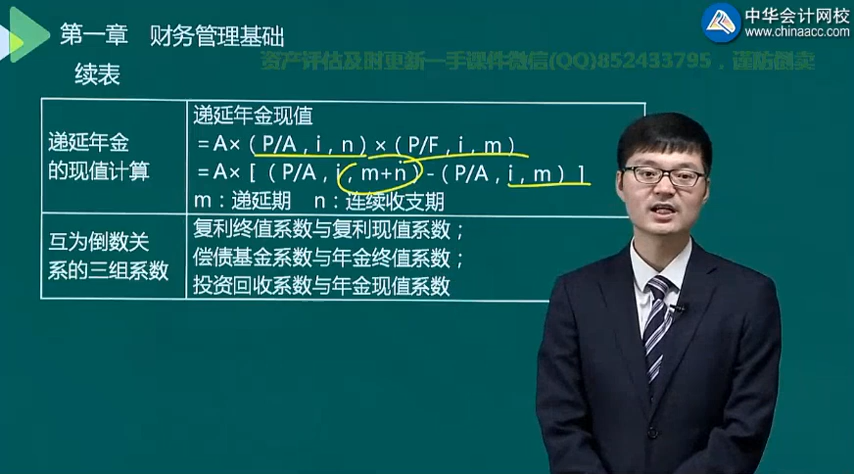 第一章 财务管理基础
中华会计网校
www.chinaacc.com
资产评估及时更新一手课件微信(QQ)852433795，谨防倒卖
续表
递延年金
的现值计算
递延年金现值
＝A×（P/A，i，n）×（P/F，i，m）
＝A×［（P/A，i，m+n）-（P/A，i，m）］
m：递延期 n：连续收支期
互为倒数关
系的三组系数
复利终值系数与复利现值系数；
偿债基金系数与年金终值系数；
投资回收系数与年金现值系数